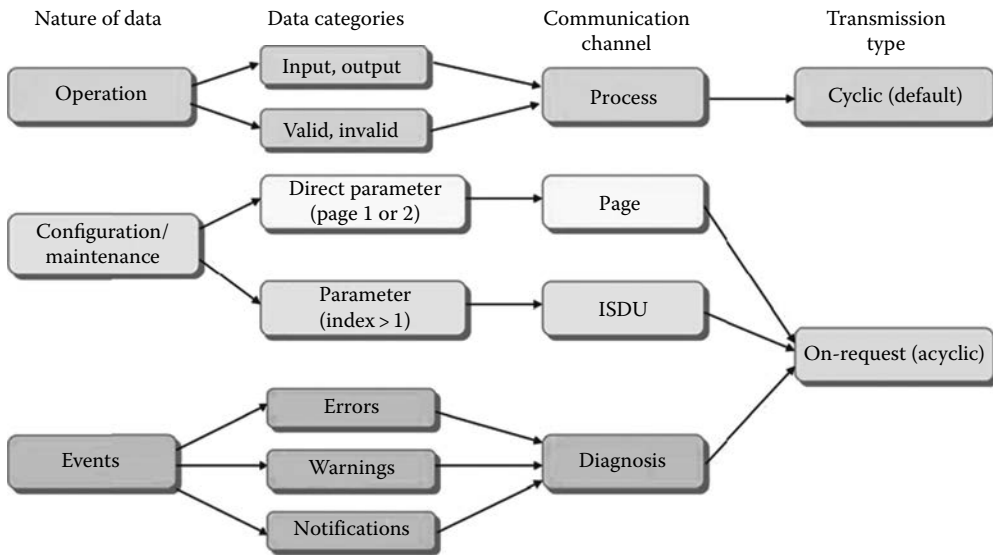 Nature of data
Data categories
Communication
channel
Transmission
type
Operation
Input, output
Valid, invalid
Process
Cyclic (default)
Configuration/
maintenance
Direct parameter
(page 1 or 2)
Page
Parameter
(index > 1)
ISDU
On-request (acyclic)
Events
Errors
Warnings
Notifications
Diagnosis